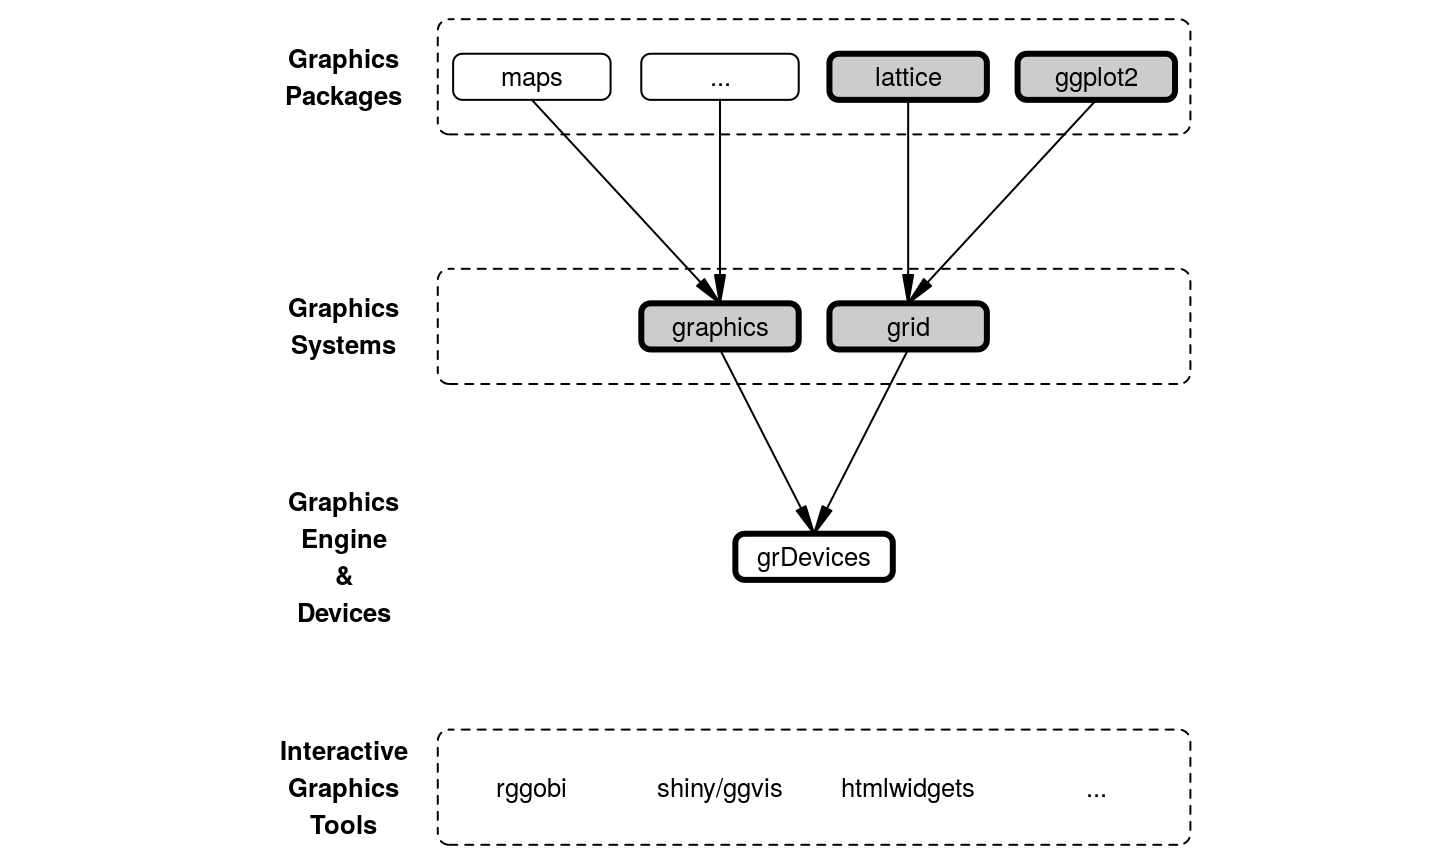 Graphics
Packages
maps ... lattice ggplot2
Graphics
Systems
graphics grid
Graphics
Engine
&
Devices
grDevices
Interactive
Graphics
Tools
rggobi shiny/ggvis htmlwidgets ...